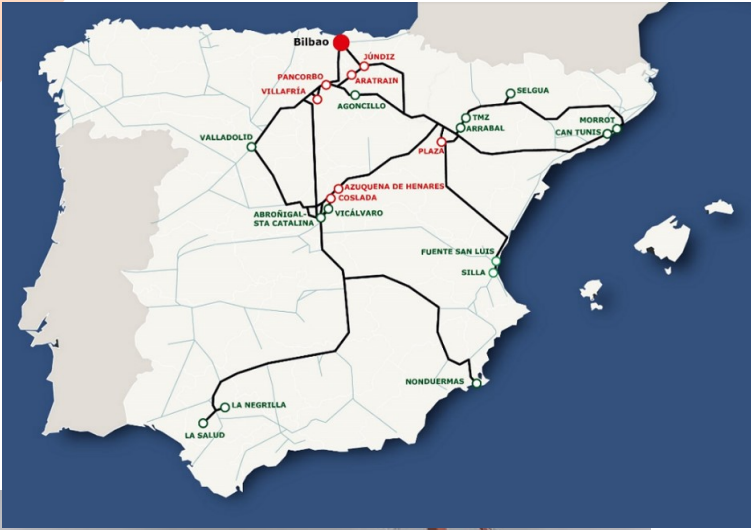 Bilbao
JÚNDIZ
PANCORBO
ARATRAIN
VILLAFRÍA
AGONCILLO
SELGUA
TMZ
MORROT
ARRABAL
CAN TUNIS
VALLADOLID
PLAZA
AZUQUENA DE HENARES
COSLADA
ABROÑIGAL-
STA CATALINA
VICÁLVARO
FUENTE SAN LUÍS
SILLA
NONDUERMAS
LA NEGRILLA
LA SALUD